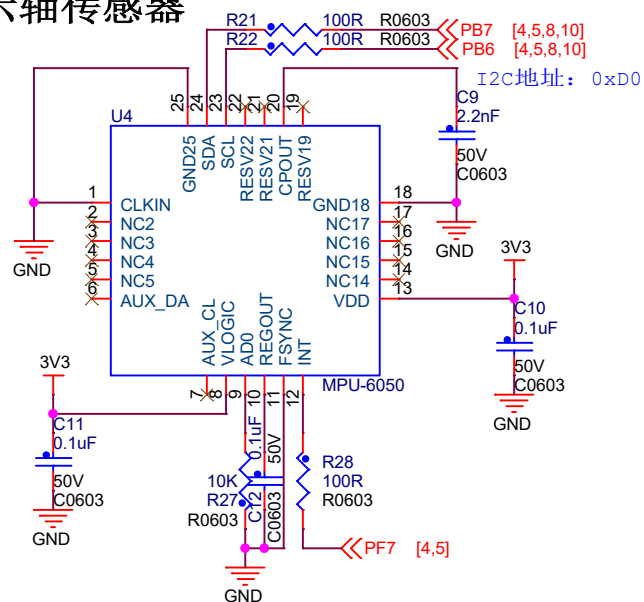 六轴传感器
R21 100R R0603 PB7 [4,5,8,10]
R22 100R R0603 PB6 [4,5,8,10]
I2C地址：0xD0
C9
2.2nF
50V
C0603
GND
U4
25 24 23 22 21 20 19
GND25 SDA SCL RESV22 RESV21 CPOUT RESV19
1 CLKIN
2 NC2
3 NC3
4 NC4
5 NC5
6 AUX_DA
GND18 18
NC17 17
NC16 16
NC15 15
NC14 14
VDD 13
GND
3V3
C10
0.1uF
50V
C0603
GND
AUX_CL VLOGIC AD0 REGOUT FSYNC INT
7 8 9 10 11 12
MPU-6050
3V3
C11
0.1uF
50V
C0603
GND
10K
R27
R0603
0.1uF
C12
50V
C0603
R28
100R
R0603
PF7 [4,5]
GND